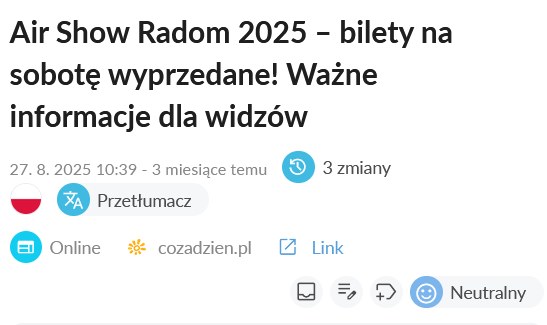 Air Show Radom 2025 – bilety na
sobotę wyprzedane! Ważne
informacje dla widzów
27. 8. 2025 10:39 - 3 miesiące temu 3 zmiany
Przetłumacz
Online cozadzien.pl Link
Neutralny